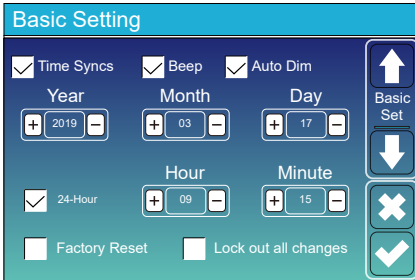 Basic Setting
Time Syncs Beep Auto Dim
Year Month Day
+ 2019 − + 03 − + 17 −
Basic
Set
Hour Minute
24-Hour + 09 − + 15 −
Factory Reset Lock out all changes